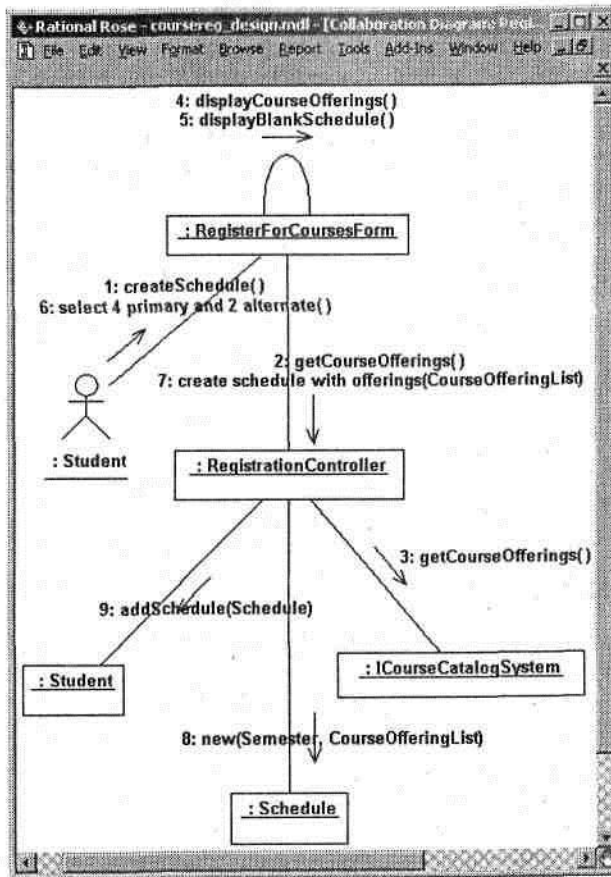 Rational Rose - coursereg_design.mdl - [Collaboration Diagram: Regi...
File Edit View Format Browse Report Tools Add-Ins Window Help
4: displayCourseOfferings( )
5: displayBlankSchedule( )
: RegisterForCoursesForm
1: createSchedule( )
6: select 4 primary and 2 alternate( )
2: getCourseOfferings( )
7: create schedule with offerings(CourseOfferingList)
: Student
: RegistrationController
3: getCourseOfferings( )
9: addSchedule(Schedule)
: Student
: ICourseCatalogSystem
8: new(Semester, CourseOfferingList)
: Schedule